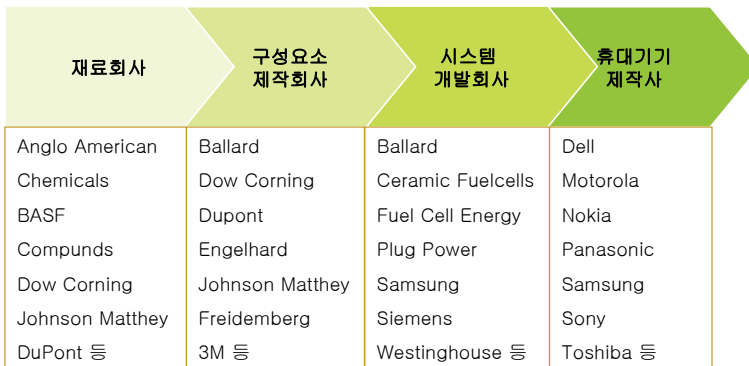 재료회사
구성요소
제작회사
시스템
개발회사
휴대기기
제작사
Anglo American
Chemicals
BASF
Compunds
Dow Corning
Johnson Matthey
DuPont 등
Ballard
Dow Corning
Dupont
Engelhard
Johnson Matthey
Freidemberg
3M 등
Ballard
Ceramic Fuelcells
Fuel Cell Energy
Plug Power
Samsung
Siemens
Westinghouse 등
Dell
Motorola
Nokia
Panasonic
Samsung
Sony
Toshiba 등